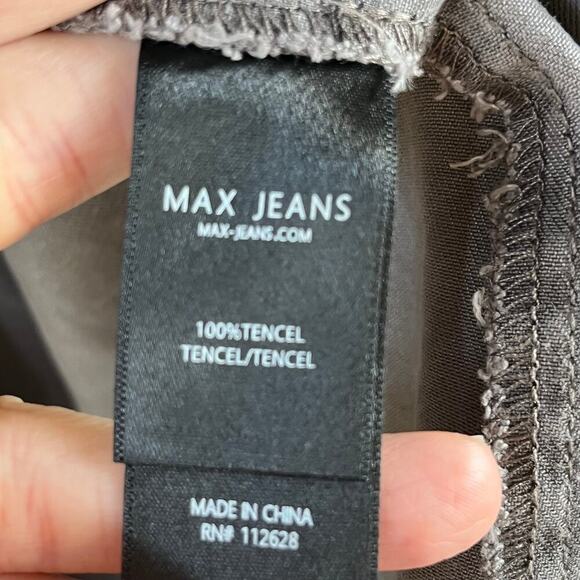 MAX JEANS
MAX-JEANS.COM
100%TENCEL
TENCEL/TENCEL
MADE IN CHINA
RN# 112628